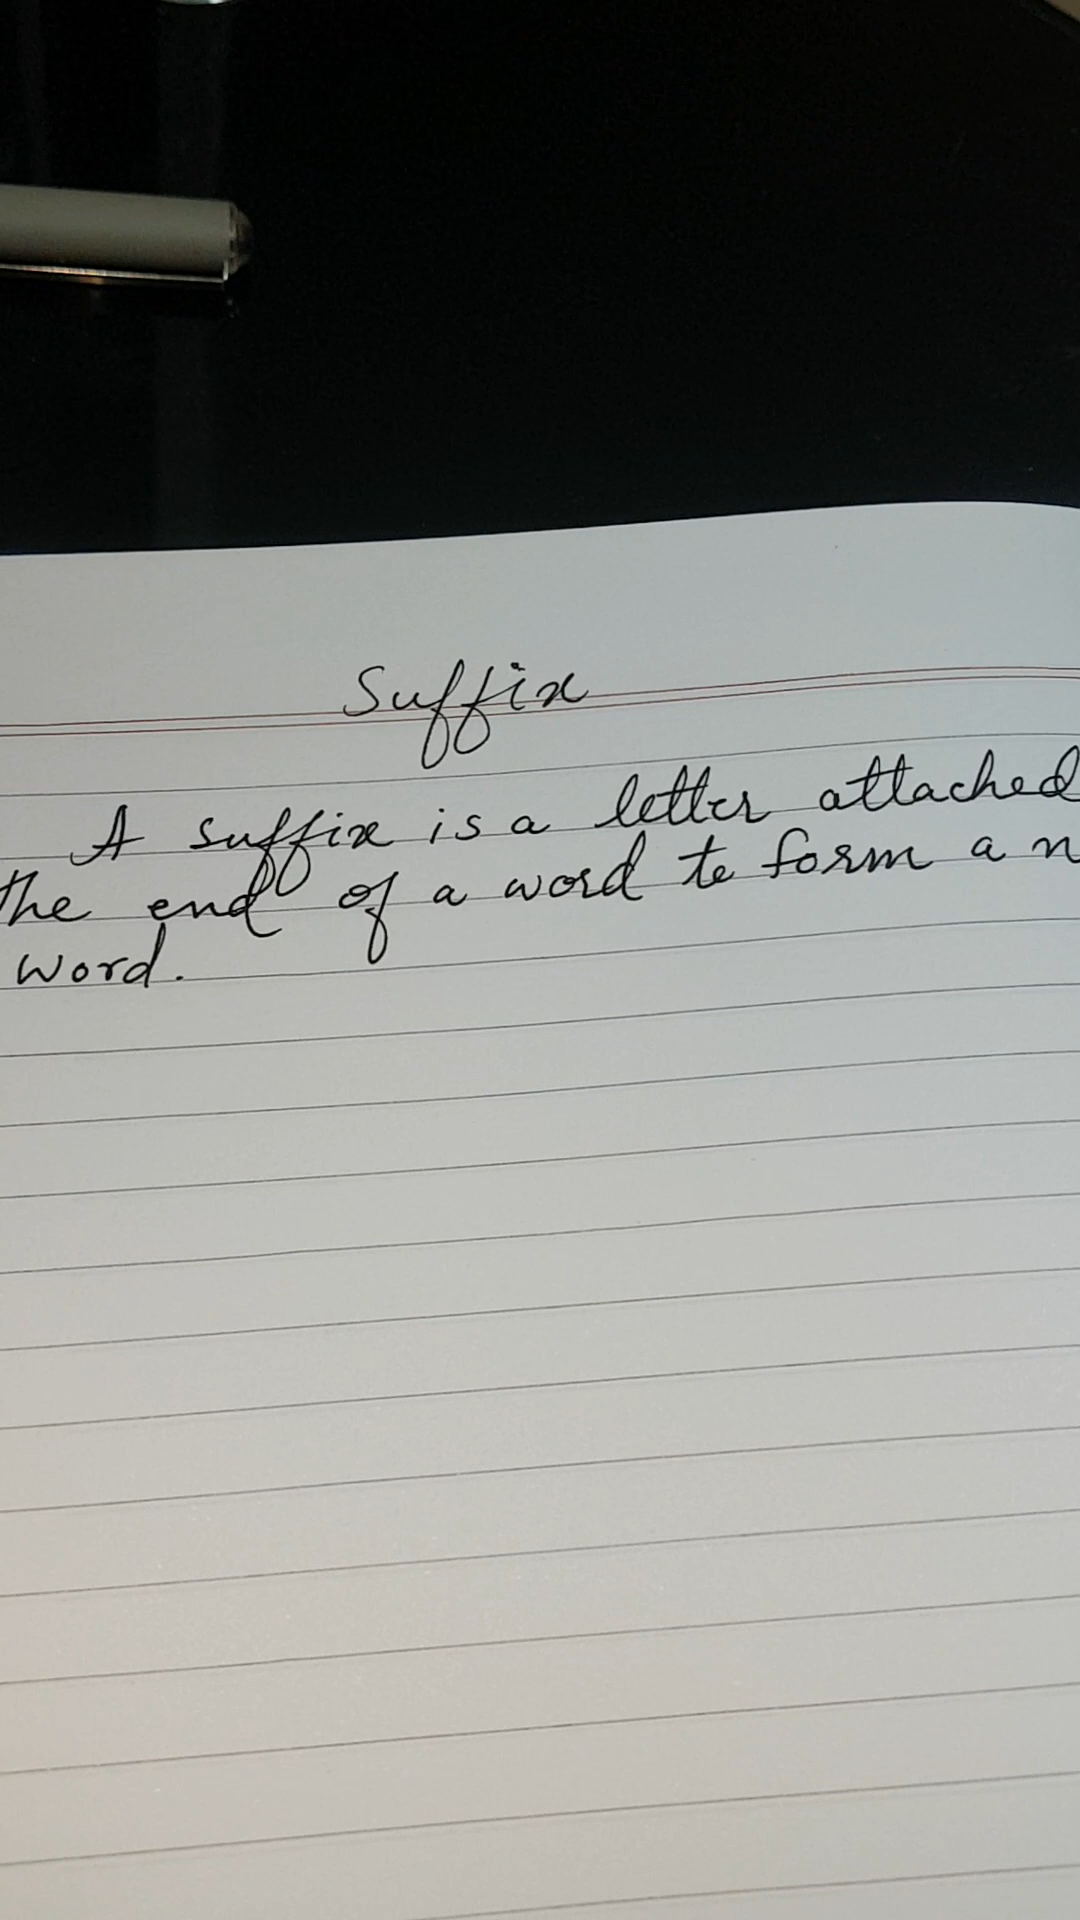 Suffix
A suffix is a letter attached
the end of a word to form a n
word.